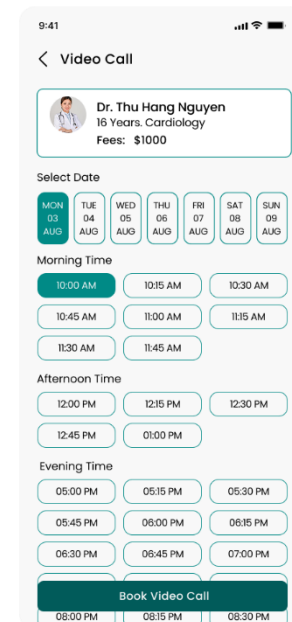 9:41
Video Call
Dr. Thu Hang Nguyen
16 Years. Cardiology
Fees: $1000
Select Date
MON TUE WED THU FRI SAT SUN
03 04 05 06 07 08 09
AUG AUG AUG AUG AUG AUG AUG
Morning Time
10:00 AM 10:15 AM 10:30 AM
10:45 AM 11:00 AM 11:15 AM
11:30 AM 11:45 AM
Afternoon Time
12:00 PM 12:15 PM 12:30 PM
12:45 PM 01:00 PM
Evening Time
05:00 PM 05:15 PM 05:30 PM
05:45 PM 06:00 PM 06:15 PM
06:30 PM 06:45 PM 07:00 PM
Book Video Call
08:00 PM 08:15 PM 08:30 PM